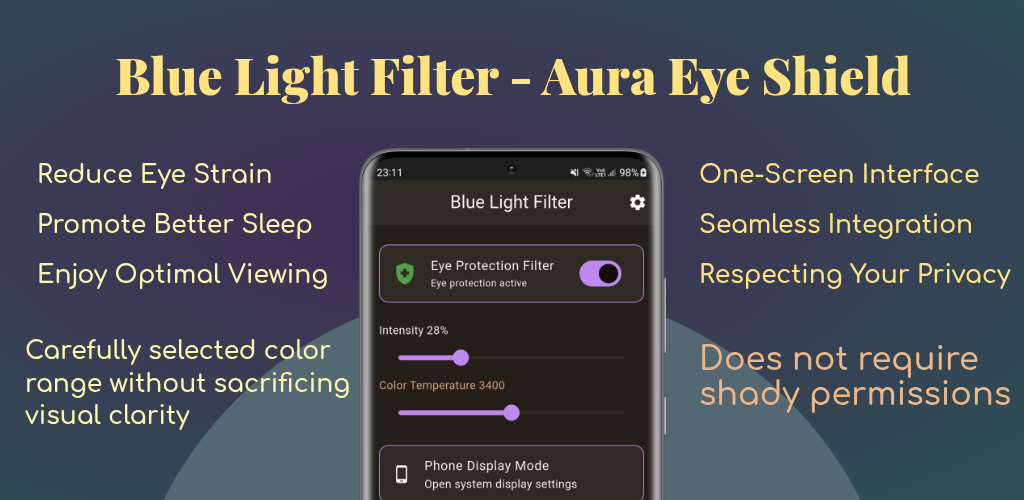 Blue Light Filter - Aura Eye Shield
Reduce Eye Strain
Promote Better Sleep
Enjoy Optimal Viewing
Carefully selected color
range without sacrificing
visual clarity
23:11
98%
Blue Light Filter
Eye Protection Filter
Eye protection active
Intensity 28%
Color Temperature 3400
Phone Display Mode
Open system display settings
One-Screen Interface
Seamless Integration
Respecting Your Privacy
Does not require
shady permissions